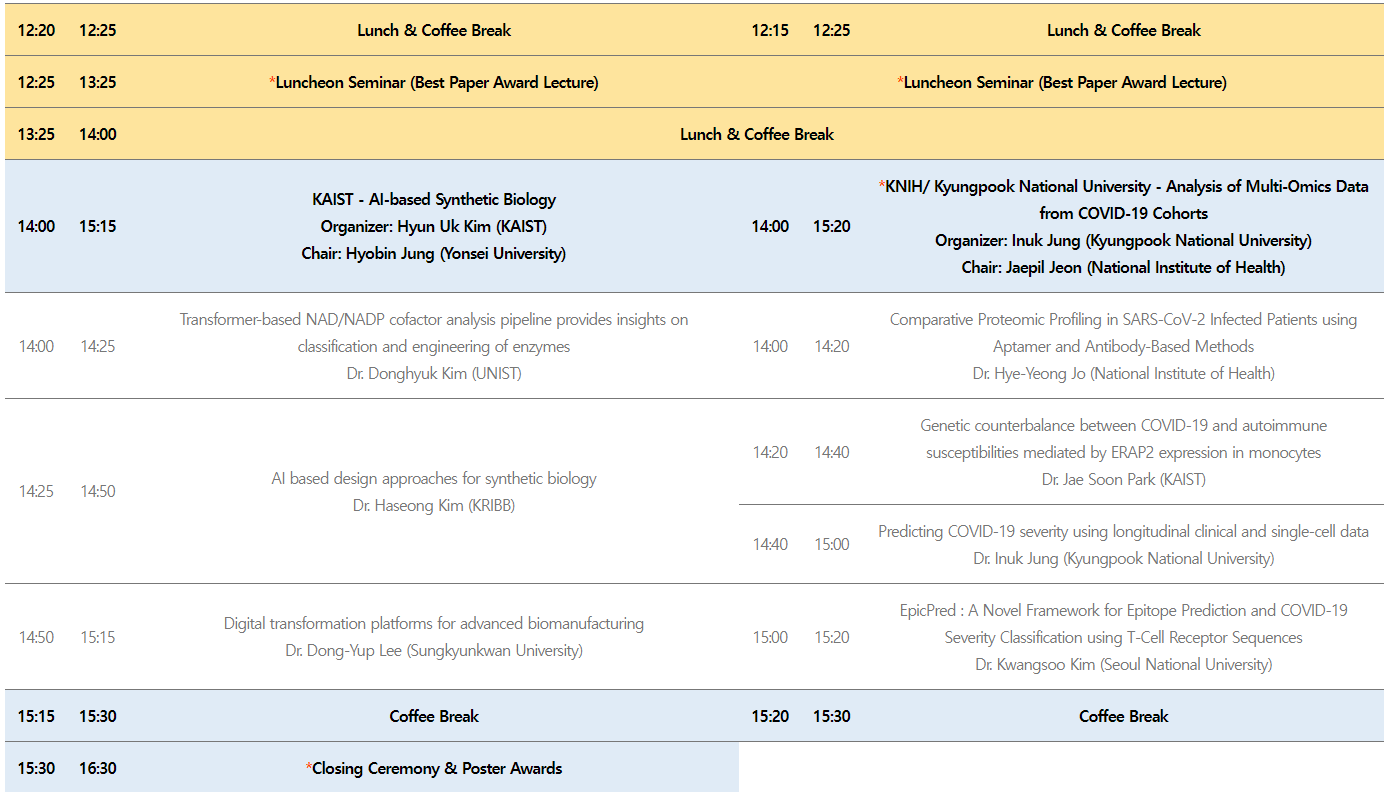 12:20 12:25 Lunch & Coffee Break 12:15 12:25 Lunch & Coffee Break
12:25 13:25 *Luncheon Seminar (Best Paper Award Lecture) *Luncheon Seminar (Best Paper Award Lecture)
13:25 14:00 Lunch & Coffee Break
14:00 15:15
KAIST - AI-based Synthetic Biology
Organizer: Hyun Uk Kim (KAIST)
Chair: Hyobin Jung (Yonsei University)
14:00 15:20
*KNIH/ Kyungpook National University - Analysis of Multi-Omics Data
from COVID-19 Cohorts
Organizer: Inuk Jung (Kyungpook National University)
Chair: Jaepil Jeon (National Institute of Health)
14:00 14:25
Transformer-based NAD/NADP cofactor analysis pipeline provides insights on
classification and engineering of enzymes
Dr. Donghyuk Kim (UNIST)
14:00 14:20
Comparative Proteomic Profiling in SARS-CoV-2 Infected Patients using
Aptamer and Antibody-Based Methods
Dr. Hye-Yeong Jo (National Institute of Health)
14:25 14:50
AI based design approaches for synthetic biology
Dr. Haseong Kim (KRIBB)
14:20 14:40
Genetic counterbalance between COVID-19 and autoimmune
susceptibilities mediated by ERAP2 expression in monocytes
Dr. Jae Soon Park (KAIST)
14:40 15:00
Predicting COVID-19 severity using longitudinal clinical and single-cell data
Dr. Inuk Jung (Kyungpook National University)
14:50 15:15
Digital transformation platforms for advanced biomanufacturing
Dr. Dong-Yup Lee (Sungkyunkwan University)
15:00 15:20
EpicPred : A Novel Framework for Epitope Prediction and COVID-19
Severity Classification using T-Cell Receptor Sequences
Dr. Kwangsoo Kim (Seoul National University)
15:15 15:30 Coffee Break 15:20 15:30 Coffee Break
15:30 16:30 *Closing Ceremony & Poster Awards